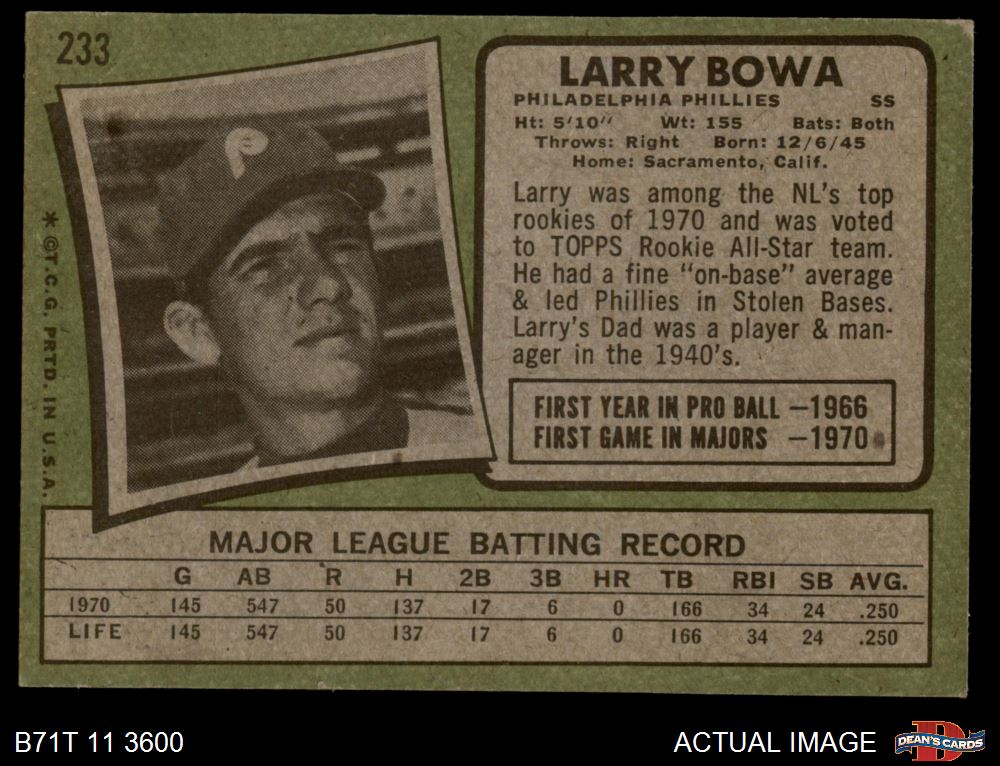 233
P
LARRY BOWA
PHILADELPHIA PHILLIES SS
Ht: 5'10" Wt: 155 Bats: Both
Throws: Right Born: 12/6/45
Home: Sacramento, Calif.
Larry was among the NL's top
rookies of 1970 and was voted
to TOPPS Rookie All-Star team.
He had a fine "on-base" average
& led Phillies in Stolen Bases.
Larry's Dad was a player & man-
ager in the 1940's.
FIRST YEAR IN PRO BALL —1966
FIRST GAME IN MAJORS —1970
* ©T.C.G. PRTD. IN U.S.A.
MAJOR LEAGUE BATTING RECORD
G AB R H 2B 3B HR TB RBI SB AVG.
1970 145 547 50 137 17 6 0 166 34 24 .250
LIFE 145 547 50 137 17 6 0 166 34 24 .250
B71T 11 3600
ACTUAL IMAGE
D
DEAN'S CARDS